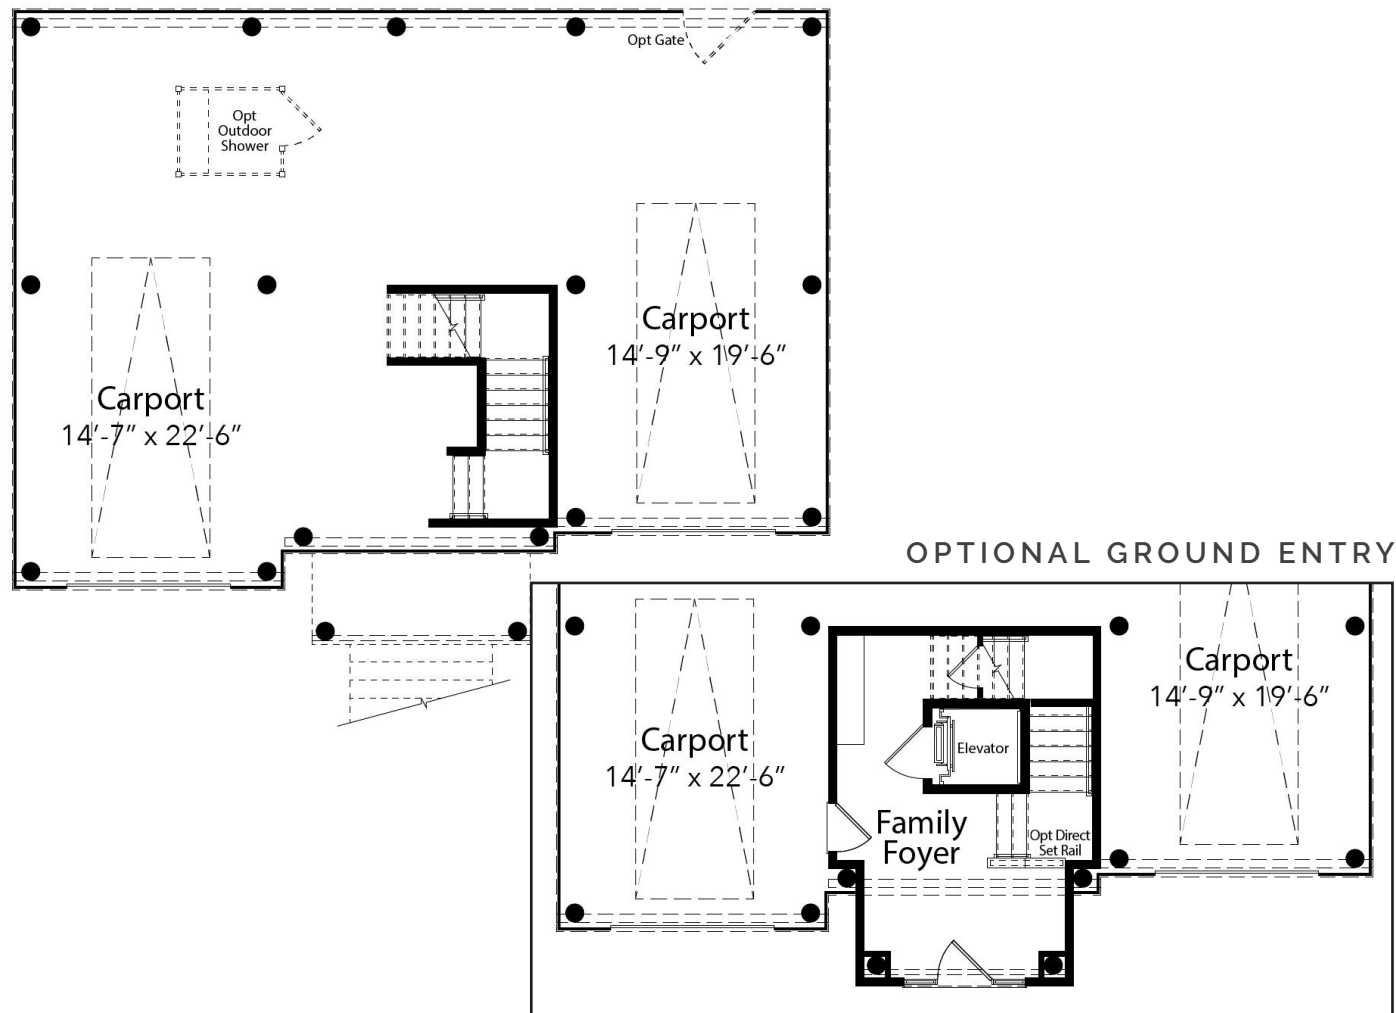 Opt Gate
Opt
Outdoor
Shower
Carport
14'-9" x 19'-6"
Carport
14'-7" x 22'-6"
OPTIONAL GROUND ENTRY
Carport
14'-9" x 19'-6"
Carport
14'-7" x 22'-6"
Elevator
Family
Foyer
Opt Direct
Set Rail